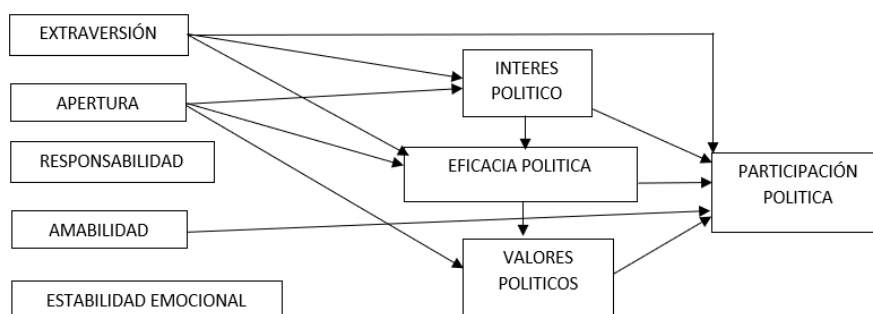 EXTRAVERSIÓN
INTERES
POLITICO
APERTURA
RESPONSABILIDAD
EFICACIA POLITICA
PARTICIPACIÓN
POLITICA
AMABILIDAD
VALORES
POLITICOS
ESTABILIDAD EMOCIONAL